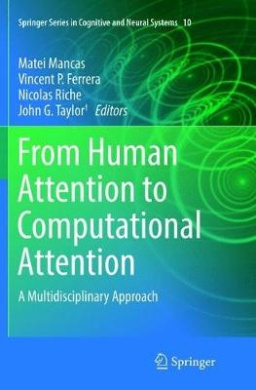 Springer Series in Cognitive and Neural Systems 10
Matei Mancas
Vincent P. Ferrera
Nicolas Riche
John G. Taylor† Editors
From Human
Attention to
Computational
Attention
A Multidisciplinary Approach
Springer